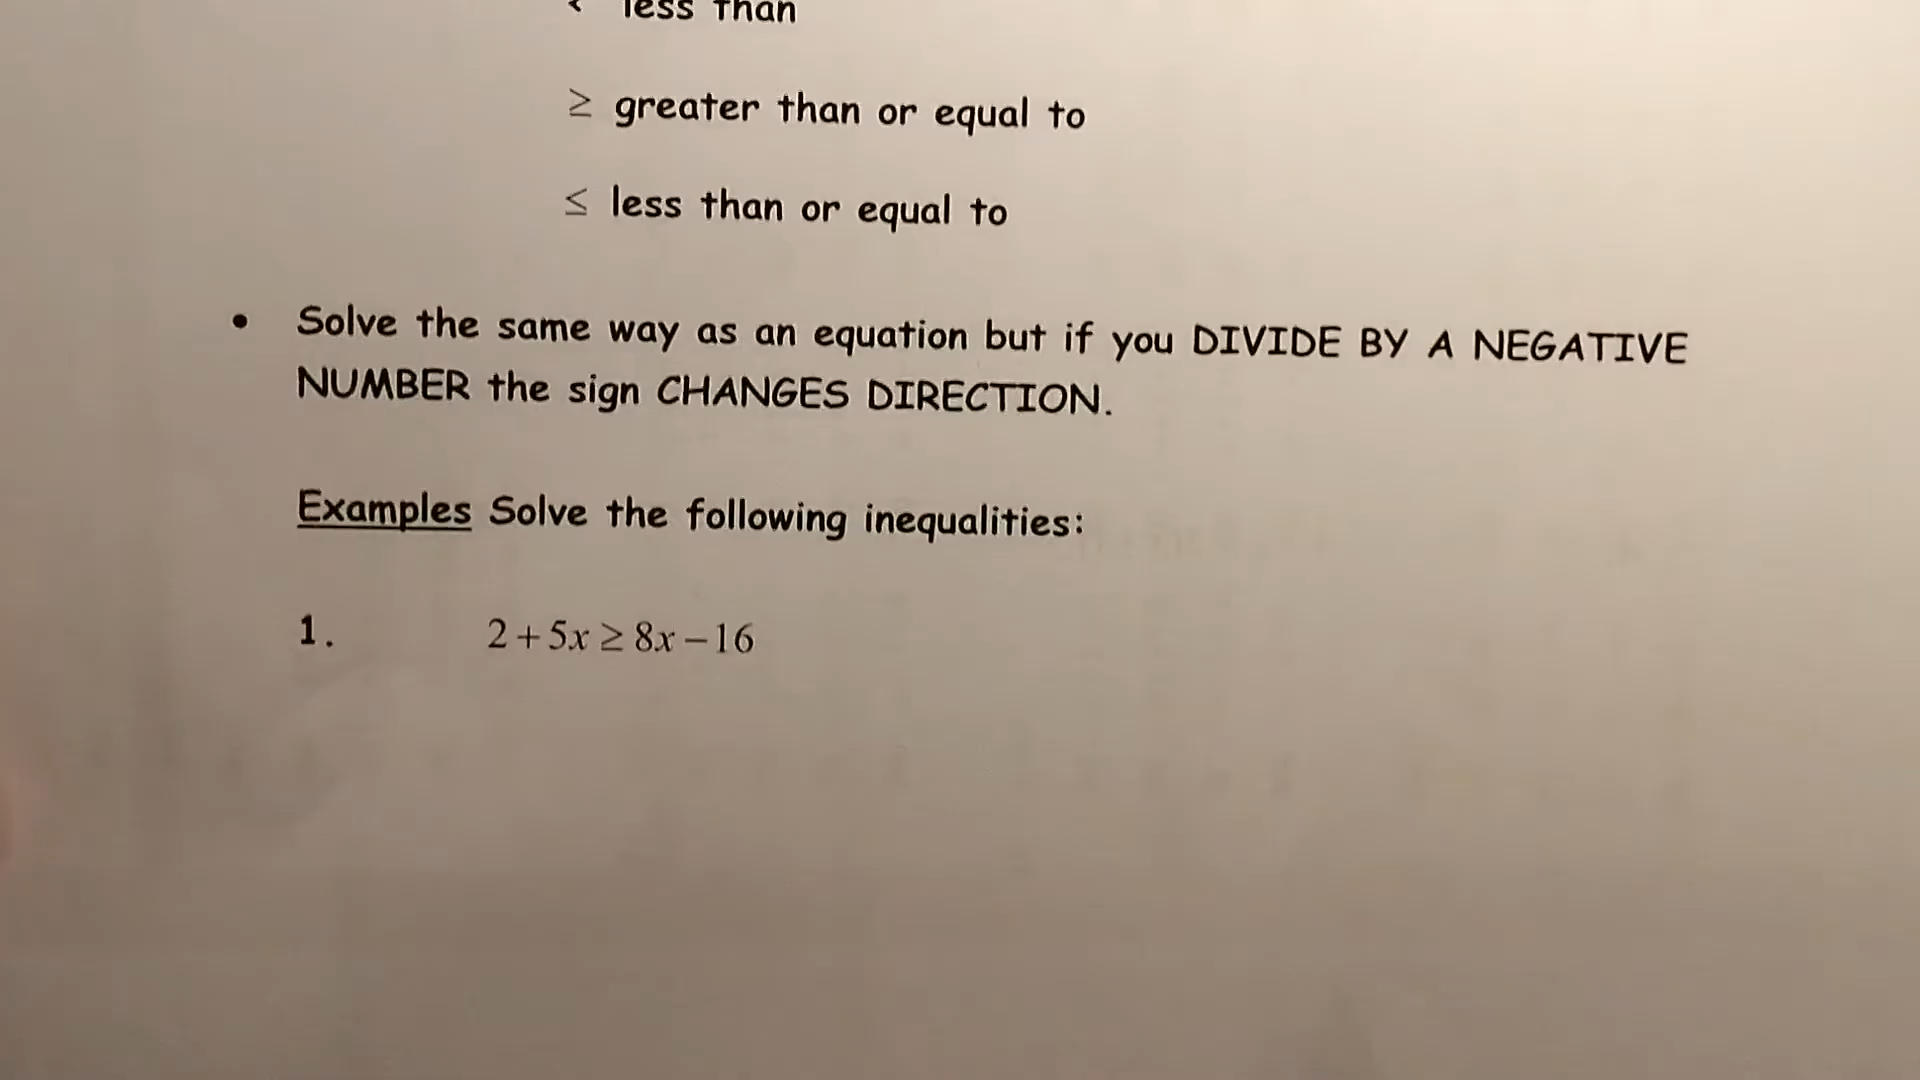 < less than
≥ greater than or equal to
≤ less than or equal to
• Solve the same way as an equation but if you DIVIDE BY A NEGATIVE
NUMBER the sign CHANGES DIRECTION.
Examples Solve the following inequalities:
1. 2 + 5x ≥ 8x – 16